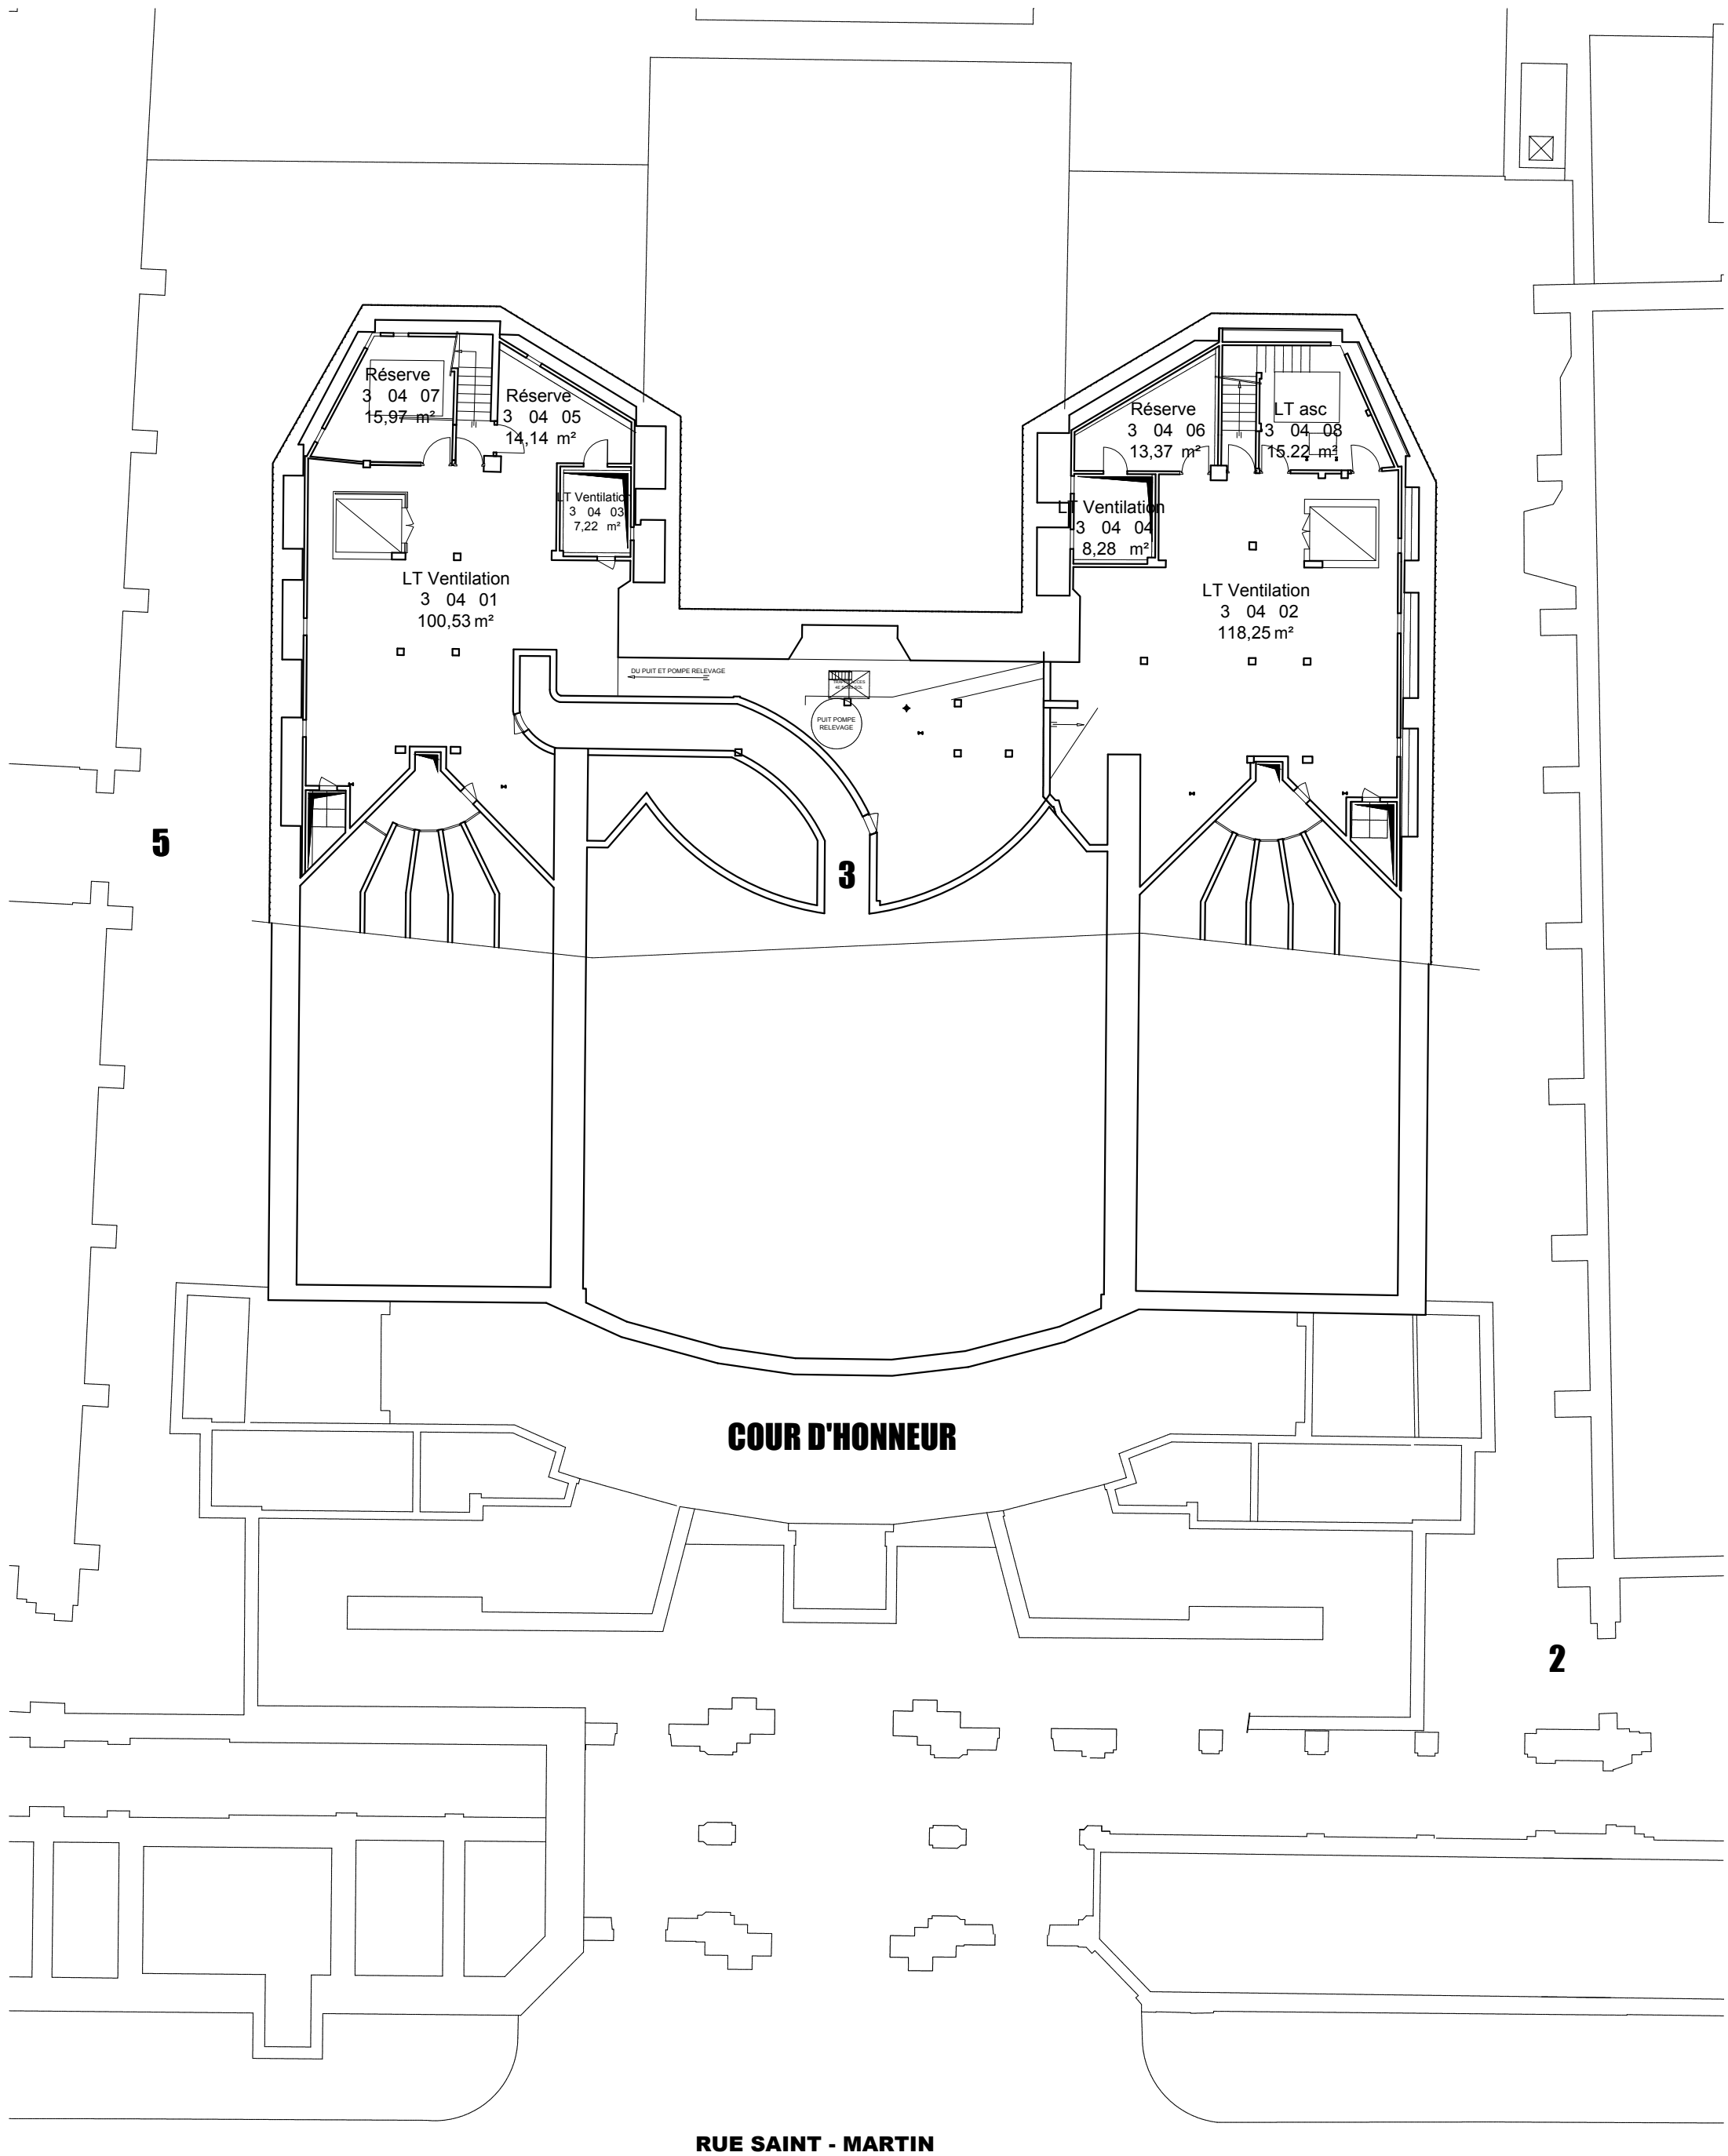 Réserve
3 04 07
15,97 m²
Réserve
3 04 05
14,14 m²
Réserve
3 04 06
13,37 m²
LT asc
3 04 08
15.22 m²
LT Ventilation
3 04 03
7,22 m²
LT Ventilation
3 04 04
8,28 m²
LT Ventilation
3 04 01
100,53 m²
LT Ventilation
3 04 02
118,25 m²
DU PUIT ET POMPE RELEVAGE
PUIT POMPE
RELEVAGE
5
3
COUR D'HONNEUR
2
RUE SAINT - MARTIN